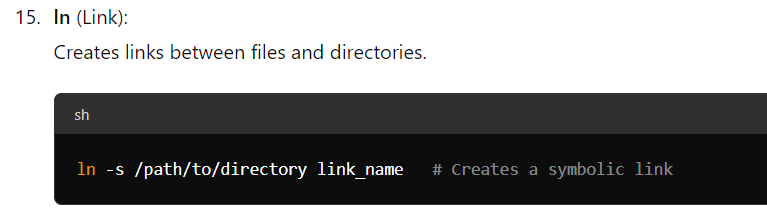 15. ln (Link):
Creates links between files and directories.
sh
ln -s /path/to/directory link_name   # Creates a symbolic link